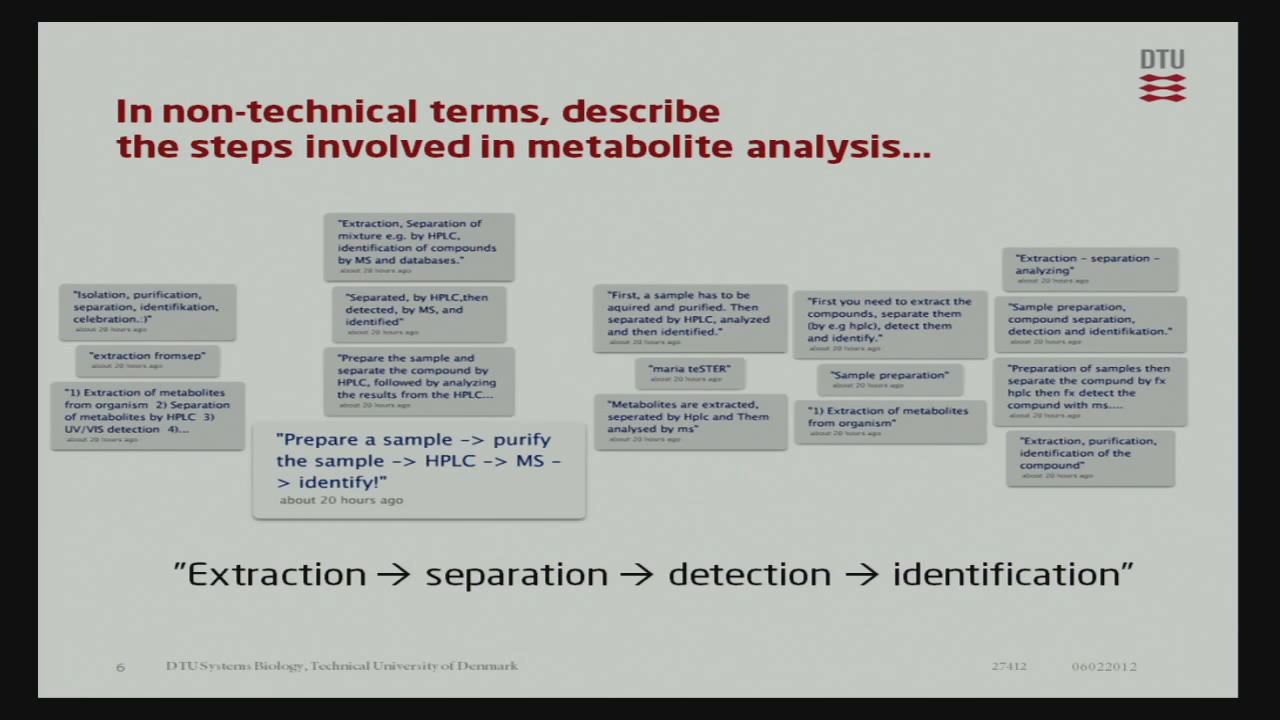 DTU
In non-technical terms, describe
the steps involved in metabolite analysis...
"Isolation, purification,
separation, identifikation,
celebration.:)"
about 20 hours ago
"extraction fromsep"
about 20 hours ago
"1) Extraction of metabolites
from organism 2) Separation
of metabolites by HPLC 3)
UV/VIS detection 4)...
about 20 hours ago
"Extraction, Separation of
mixture e.g. by HPLC,
identification of compounds
by MS and databases."
about 20 hours ago
"Separated, by HPLC,then
detected, by MS, and
identified"
about 20 hours ago
"Prepare the sample and
separate the compound by
HPLC, followed by analyzing
the results from the HPLC...
about 20 hours ago
"Prepare a sample -> purify
the sample -> HPLC -> MS -
> identify!"
about 20 hours ago
"First, a sample has to be
aquired and purified. Then
separated by HPLC, analyzed
and then identified."
about 20 hours ago
"maria teSTER"
about 20 hours ago
"Metabolites are extracted,
seperated by Hplc and Them
analysed by ms"
about 20 hours ago
"First you need to extract the
compounds, separate them
(by e.g hplc), detect them
and identify."
about 20 hours ago
"Sample preparation"
about 20 hours ago
"1) Extraction of metabolites
from organism"
about 20 hours ago
"Extraction – separation –
analyzing"
about 20 hours ago
"Sample preparation,
compound separation,
detection and identifikation."
about 20 hours ago
"Preparation of samples then
separate the compund by fx
hplc then fx detect the
compund with ms....
about 20 hours ago
"Extraction, purification,
identification of the
compound"
about 20 hours ago
"Extraction → separation → detection → identification"
6 DTU Systems Biology, Technical University of Denmark 27412 06022012